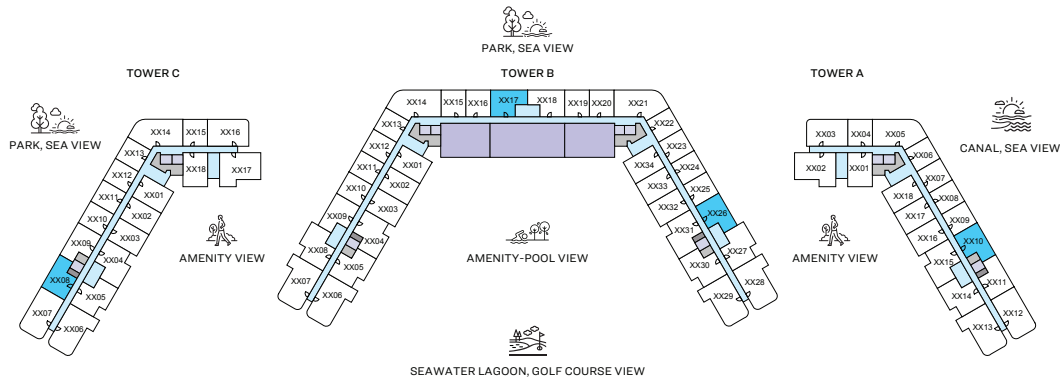 PARK, SEA VIEW
TOWER C
TOWER B
TOWER A
PARK, SEA VIEW
CANAL, SEA VIEW
XX14
XX15
XX16
XX13
XX12
XX18
XX17
XX11
XX01
XX10
XX02
XX09
XX03
XX08
XX04
XX05
XX07
XX06
AMENITY VIEW
XX14
XX15
XX16
XX17
XX18
XX19
XX20
XX21
XX13
XX22
XX12
XX01
XX34
XX23
XX11
XX02
XX33
XX24
XX10
XX03
XX32
XX25
XX09
XX04
XX31
XX26
XX08
XX05
XX30
XX27
XX07
XX06
XX29
XX28
AMENITY-POOL VIEW
AMENITY VIEW
XX03
XX04
XX05
XX02
XX01
XX06
XX18
XX07
XX17
XX08
XX16
XX09
XX15
XX10
XX14
XX11
XX13
XX12
SEAWATER LAGOON, GOLF COURSE VIEW